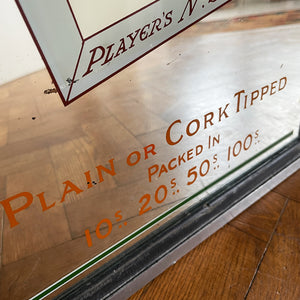 PLAYER'S N
PLAIN OR CORK TIPPED
PACKED IN
10s 20s 50s 100s